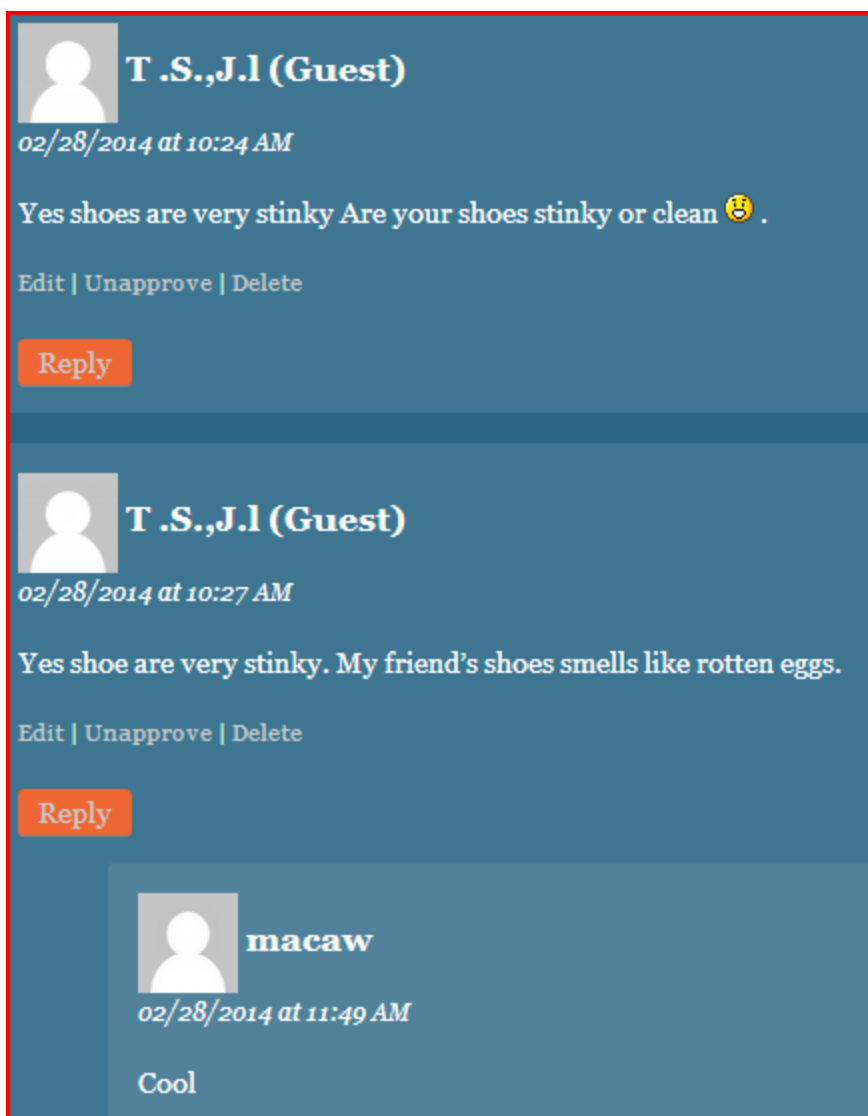 T .S.,J.l (Guest)
02/28/2014 at 10:24 AM
Yes shoes are very stinky Are your shoes stinky or clean .
Edit | Unapprove | Delete
Reply
T .S.,J.l (Guest)
02/28/2014 at 10:27 AM
Yes shoe are very stinky. My friend’s shoes smells like rotten eggs.
Edit | Unapprove | Delete
Reply
macaw
02/28/2014 at 11:49 AM
Cool